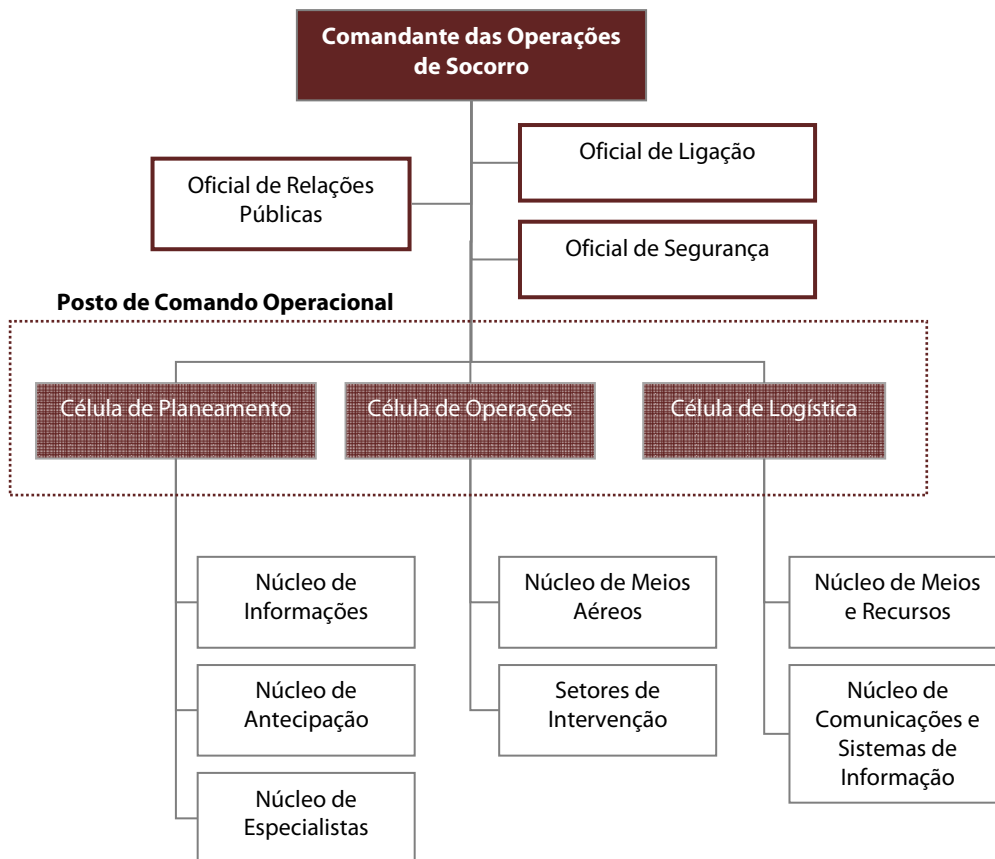 Comandante das Operações
de Socorro
Oficial de Ligação
Oficial de Relações
Públicas
Oficial de Segurança
Posto de Comando Operacional
Célula de Planeamento
Célula de Operações
Célula de Logística
Núcleo de
Informações
Núcleo de Meios
Aéreos
Núcleo de Meios
e Recursos
Núcleo de
Antecipação
Setores de
Intervenção
Núcleo de
Comunicações e
Sistemas de
Informação
Núcleo de
Especialistas